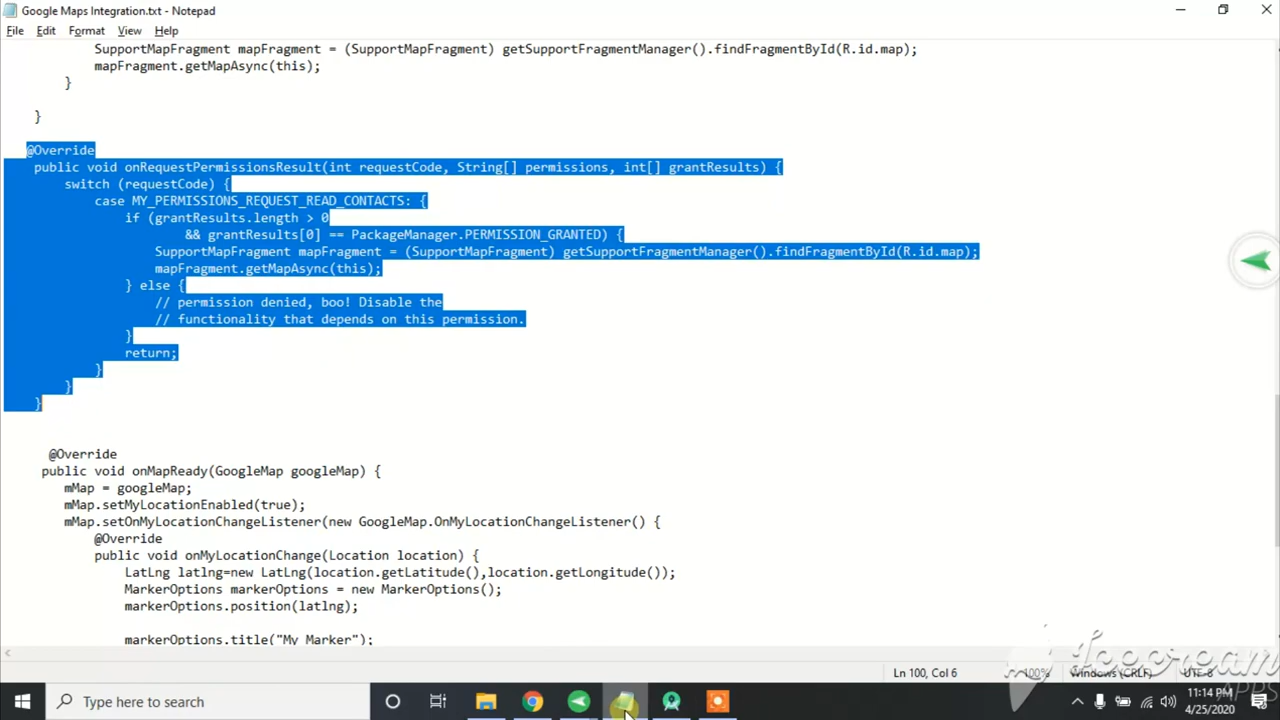 Google Maps Integration.txt - Notepad
File Edit Format View Help
SupportMapFragment mapFragment = (SupportMapFragment) getSupportFragmentManager().findFragmentById(R.id.map);
mapFragment.getMapAsync(this);
}
}
@Override
public void onRequestPermissionsResult(int requestCode, String[] permissions, int[] grantResults) {
switch (requestCode) {
case MY_PERMISSIONS_REQUEST_READ_CONTACTS: {
if (grantResults.length > 0
&& grantResults[0] == PackageManager.PERMISSION_GRANTED) {
SupportMapFragment mapFragment = (SupportMapFragment) getSupportFragmentManager().findFragmentById(R.id.map);
mapFragment.getMapAsync(this);
} else {
// permission denied, boo! Disable the
// functionality that depends on this permission.
}
return;
}
}
}
@Override
public void onMapReady(GoogleMap googleMap) {
mMap = googleMap;
mMap.setMyLocationEnabled(true);
mMap.setOnMyLocationChangeListener(new GoogleMap.OnMyLocationChangeListener() {
@Override
public void onMyLocationChange(Location location) {
LatLng latlng=new LatLng(location.getLatitude(),location.getLongitude());
MarkerOptions markerOptions = new MarkerOptions();
markerOptions.position(latlng);
markerOptions.title("My Marker");
Ln 100, Col 6 100% Windows (CRLF) UTF-8
Icecream
APPS
Type here to search
11:14 PM
4/25/2020